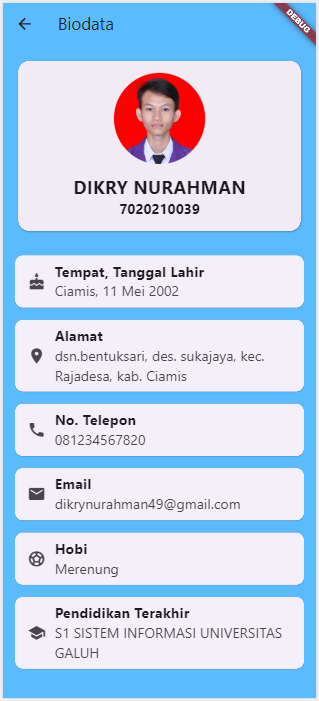 Biodata
DEBUG
DIKRY NURAHMAN
7020210039
Tempat, Tanggal Lahir
Ciamis, 11 Mei 2002
Alamat
dsn.bentuksari, des. sukajaya, kec.
Rajadesa, kab. Ciamis
No. Telepon
081234567820
Email
dikrynurahman49@gmail.com
Hobi
Merenung
Pendidikan Terakhir
S1 SISTEM INFORMASI UNIVERSITAS
GALUH